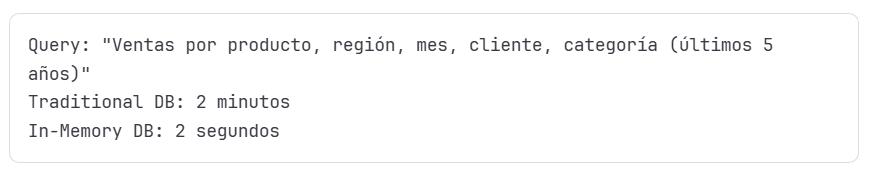 Query: "Ventas por producto, región, mes, cliente, categoría (últimos 5
años)"
Traditional DB: 2 minutos
In-Memory DB: 2 segundos